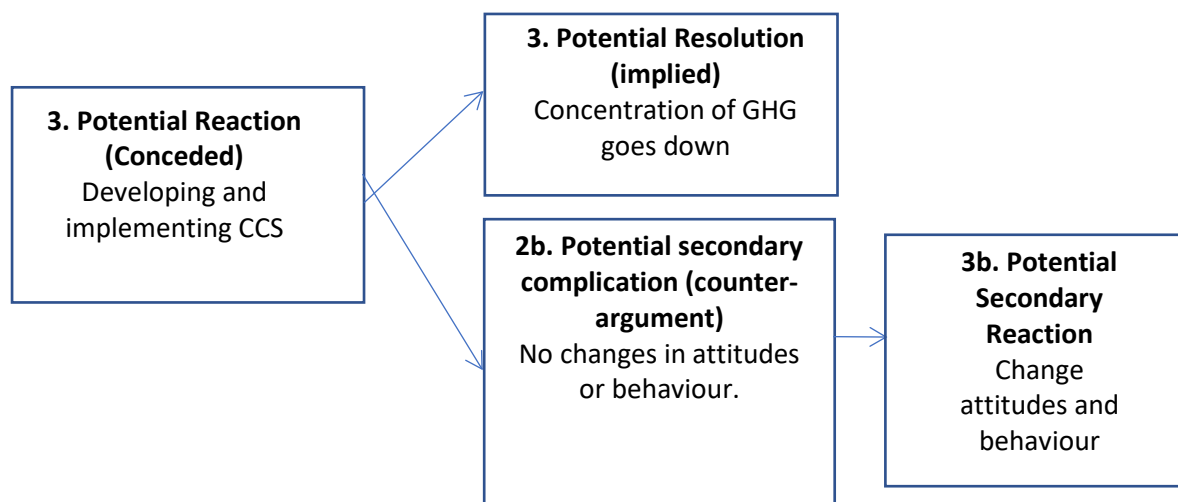 3. Potential Reaction
(Conceded)
Developing and
implementing CCS
3. Potential Resolution
(implied)
Concentration of GHG
goes down
2b. Potential secondary
complication (counter-
argument)
No changes in attitudes
or behaviour.
3b. Potential
Secondary
Reaction
Change
attitudes and
behaviour